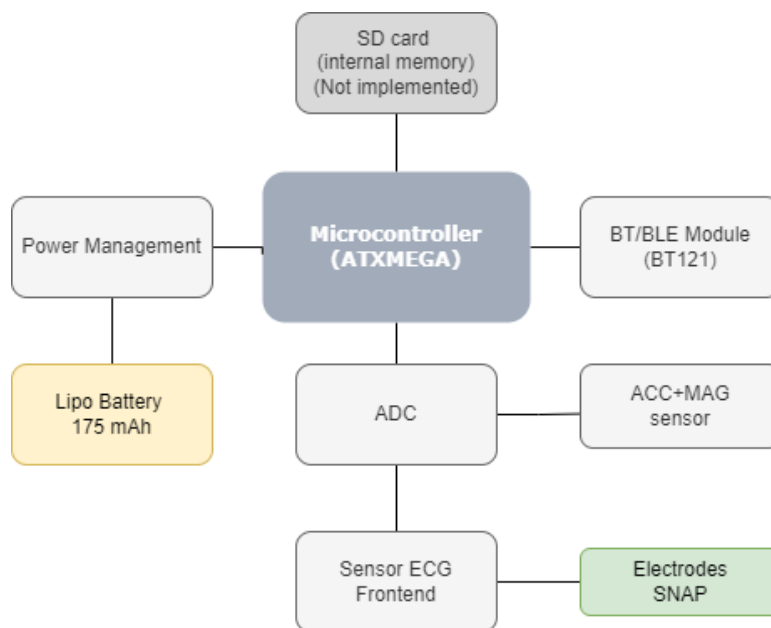 SD card
(internal memory)
(Not implemented)
Power Management
Microcontroller
(ATXMEGA)
BT/BLE Module
(BT121)
Lipo Battery
175 mAh
ADC
ACC+MAG
sensor
Sensor ECG
Frontend
Electrodes
SNAP